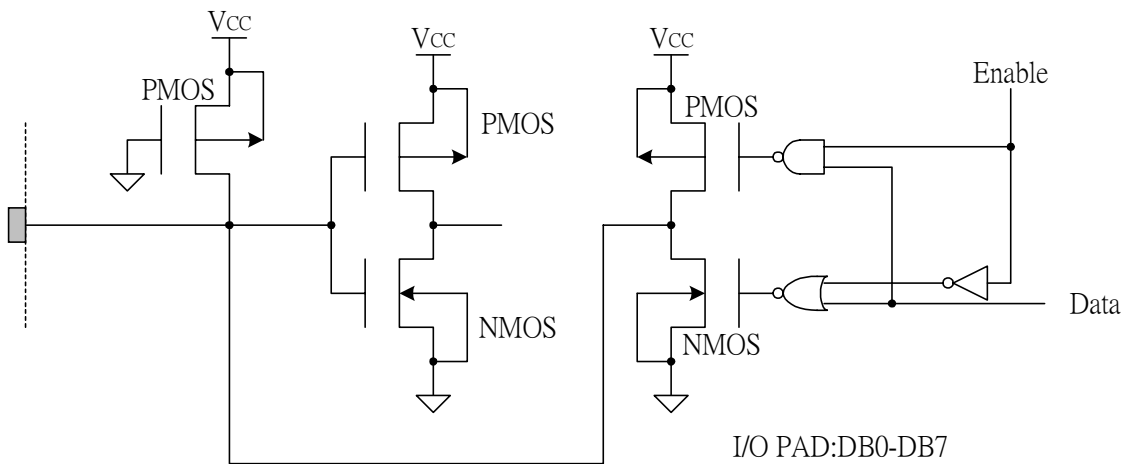 Vcc
Vcc
Vcc
Enable
PMOS
PMOS
PMOS
Data
NMOS
NMOS
I/O PAD:DB0-DB7